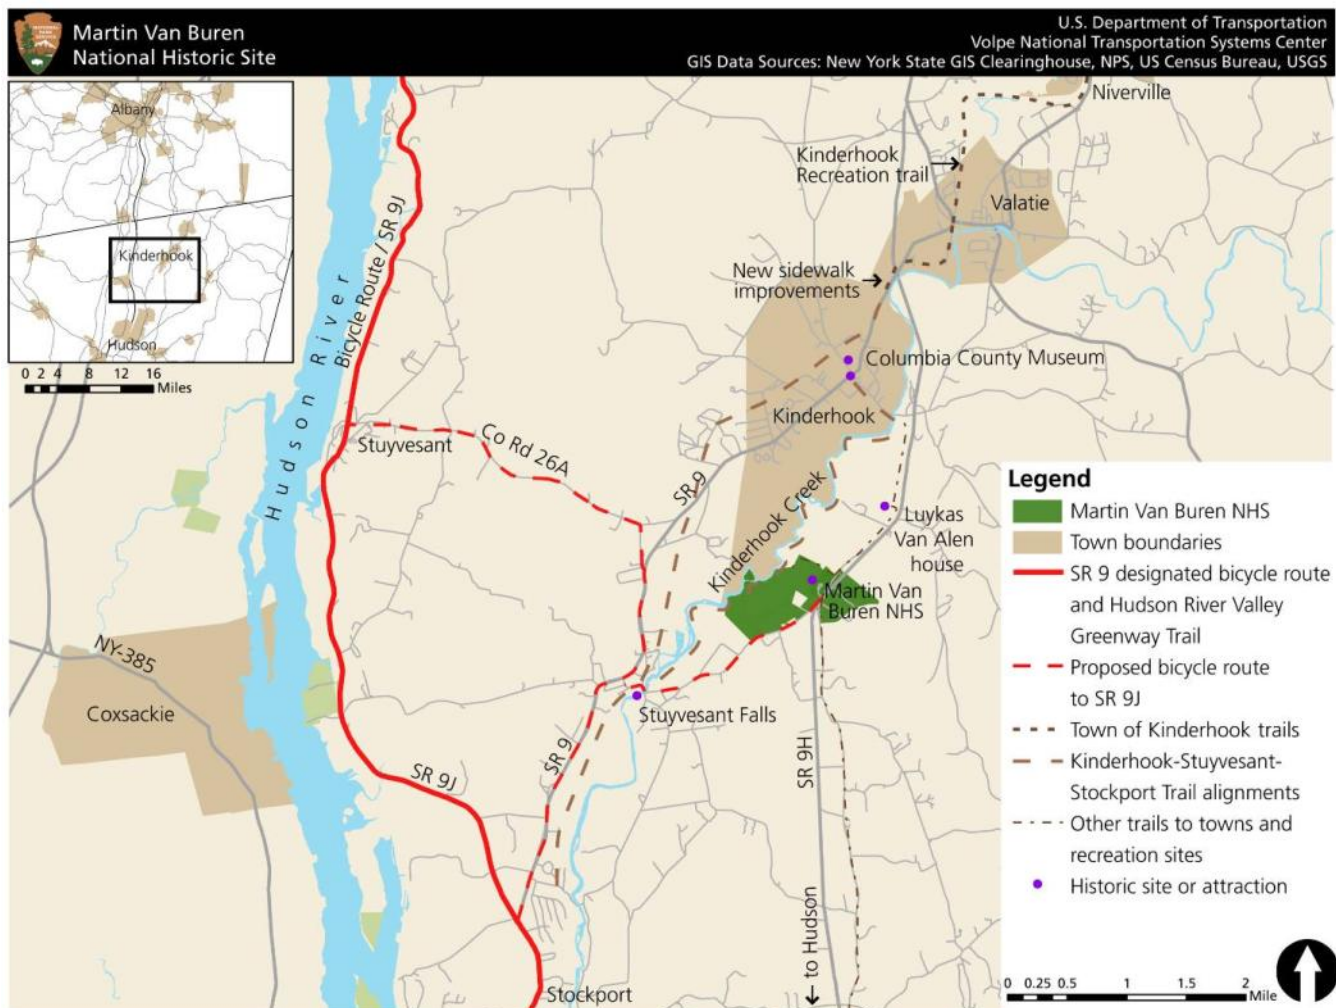 Martin Van Buren
National Historic Site
U.S. Department of Transportation
Volpe National Transportation Systems Center
GIS Data Sources: New York State GIS Clearinghouse, NPS, US Census Bureau, USGS
Albany
Kinderhook
Hudson
0 2 4 8 12 16
Miles
Niverville
Kinderhook
Recreation trail
Valatie
New sidewalk
improvements
Columbia County Museum
Kinderhook
Hudson River
Bicycle Route / SR 9J
Stuyvesant
Co Rd 26A
SR 9
Kinderhook Creek
Luykas
Van Alen
house
Martin Van
Buren NHS
NY-385
Coxsackie
Stuyvesant Falls
SR 9
SR 9J
SR 9H
to Hudson
Stockport
Legend
Martin Van Buren NHS
Town boundaries
SR 9 designated bicycle route
and Hudson River Valley
Greenway Trail
Proposed bicycle route
to SR 9J
Town of Kinderhook trails
Kinderhook-Stuyvesant-
Stockport Trail alignments
Other trails to towns and
recreation sites
Historic site or attraction
0 0.25 0.5 1 1.5 2
Mile